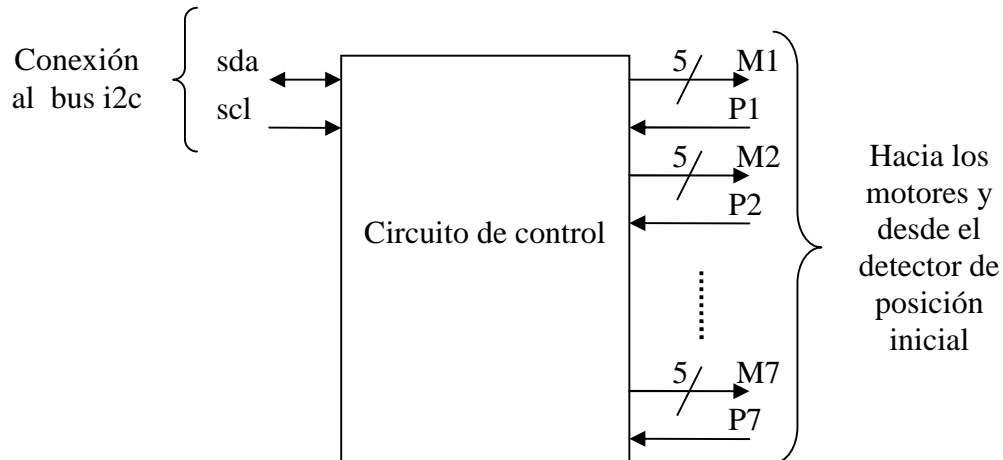 Conexión
al bus i2c
sda
scl
Circuito de control
5 M1
P1
5 M2
P2
5 M7
P7
Hacia los
motores y
desde el
detector de
posición
inicial